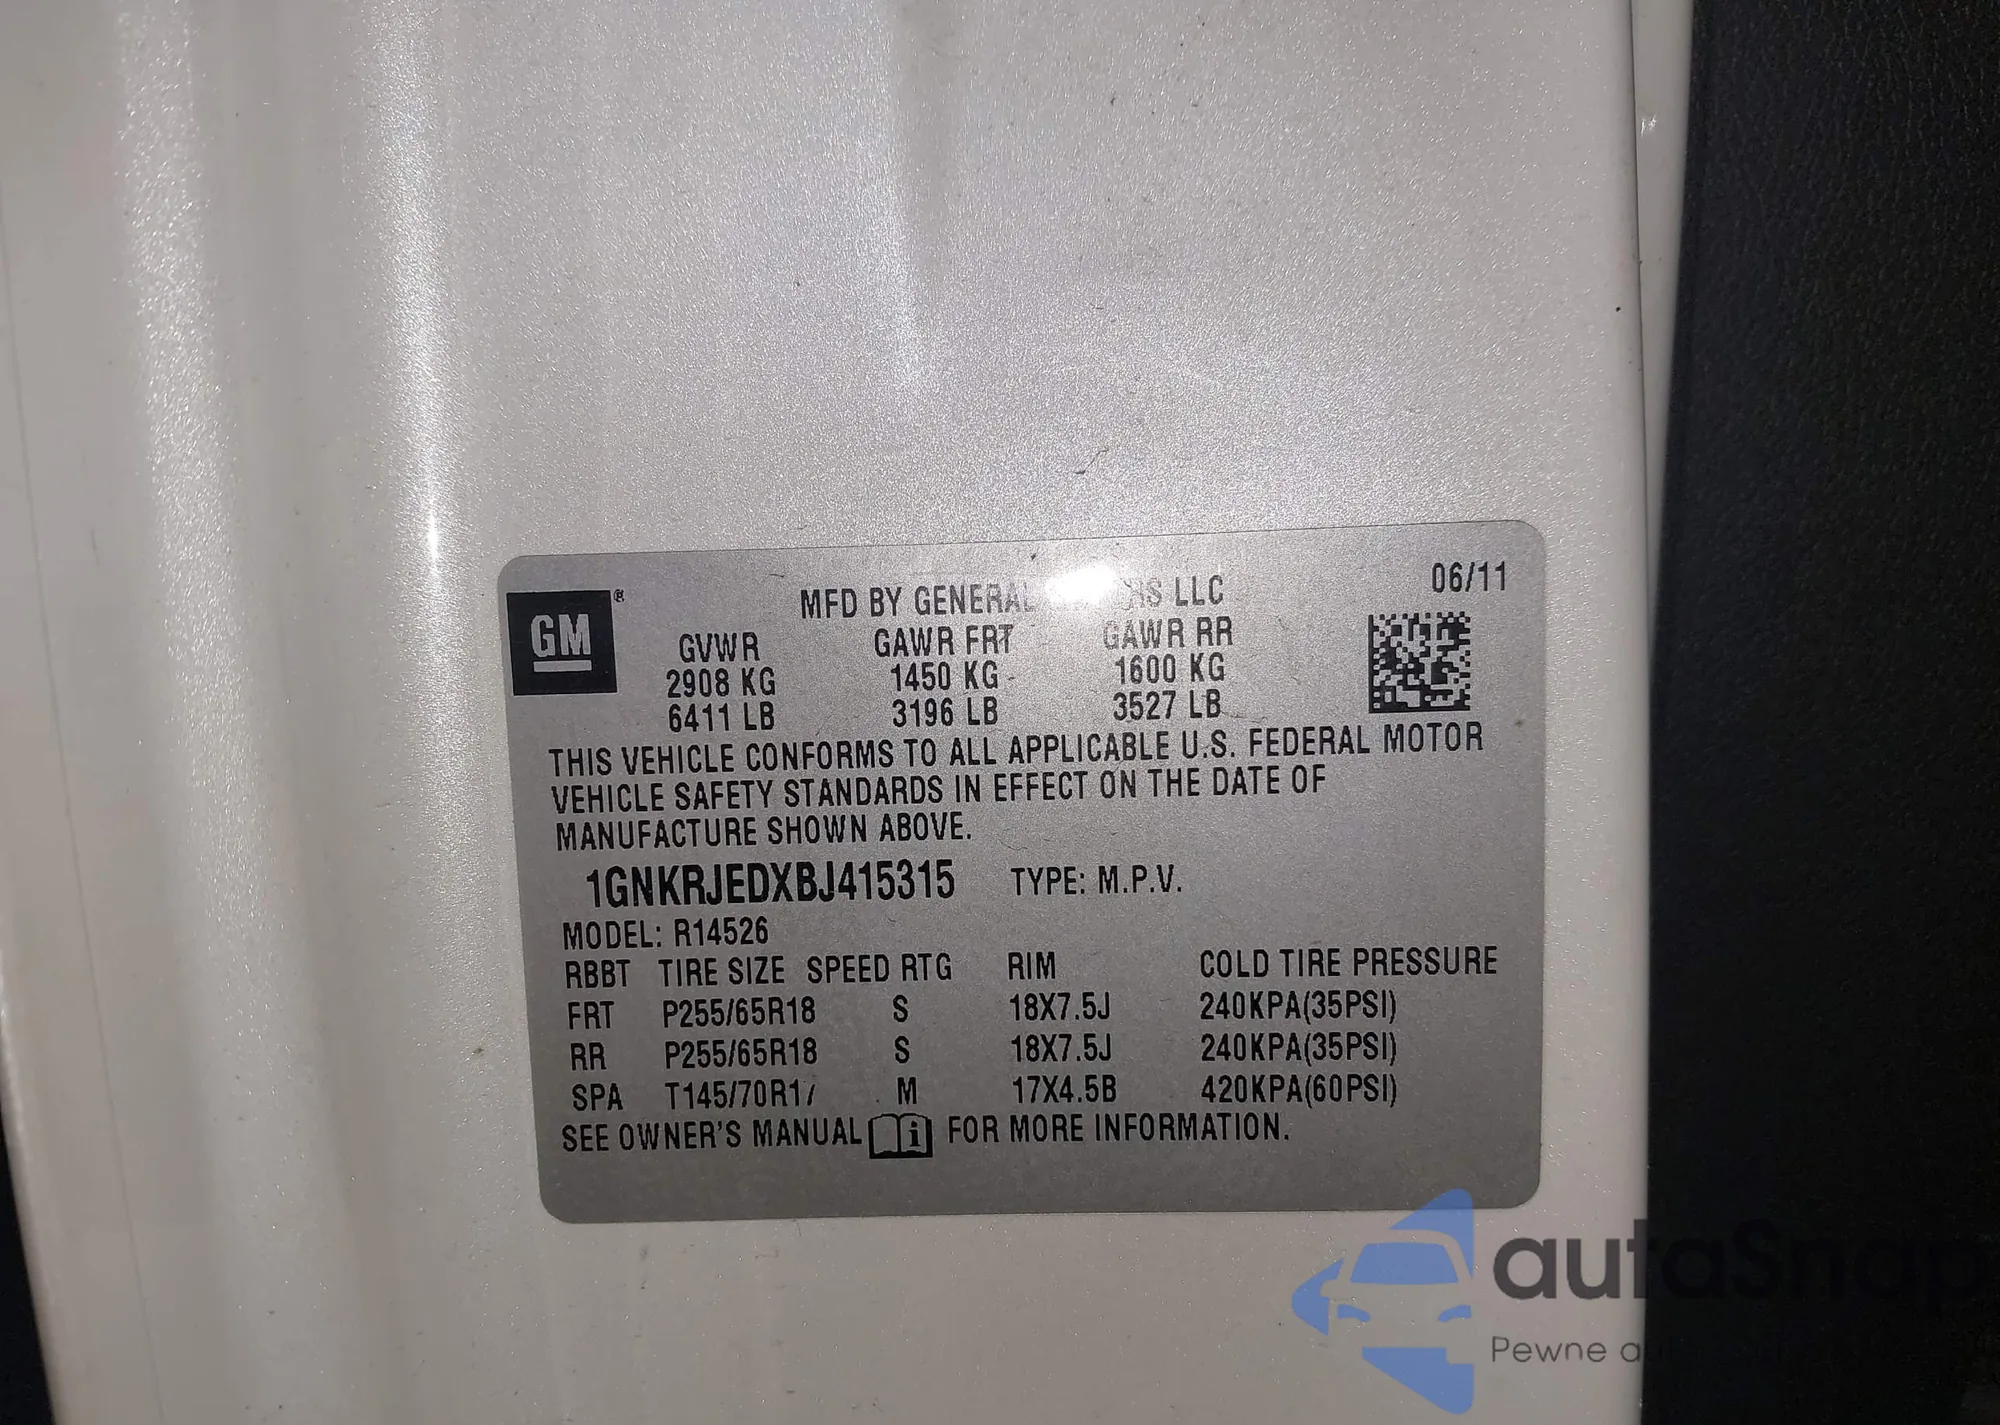 GM®
MFD BY GENERAL LLC 06/11
GVWR GAWR FRT GAWR RR
2908 KG 1450 KG 1600 KG
6411 LB 3196 LB 3527 LB
THIS VEHICLE CONFORMS TO ALL APPLICABLE U.S. FEDERAL MOTOR
VEHICLE SAFETY STANDARDS IN EFFECT ON THE DATE OF
MANUFACTURE SHOWN ABOVE.
1GNKRJEDXBJ415315 TYPE: M.P.V.
MODEL: R14526
RBBT TIRE SIZE SPEED RTG RIM COLD TIRE PRESSURE
FRT P255/65R18 S 18X7.5J 240KPA(35PSI)
RR P255/65R18 S 18X7.5J 240KPA(35PSI)
SPA T145/70R17 M 17X4.5B 420KPA(60PSI)
SEE OWNER'S MANUAL i FOR MORE INFORMATION.
autaSnap
Pewne